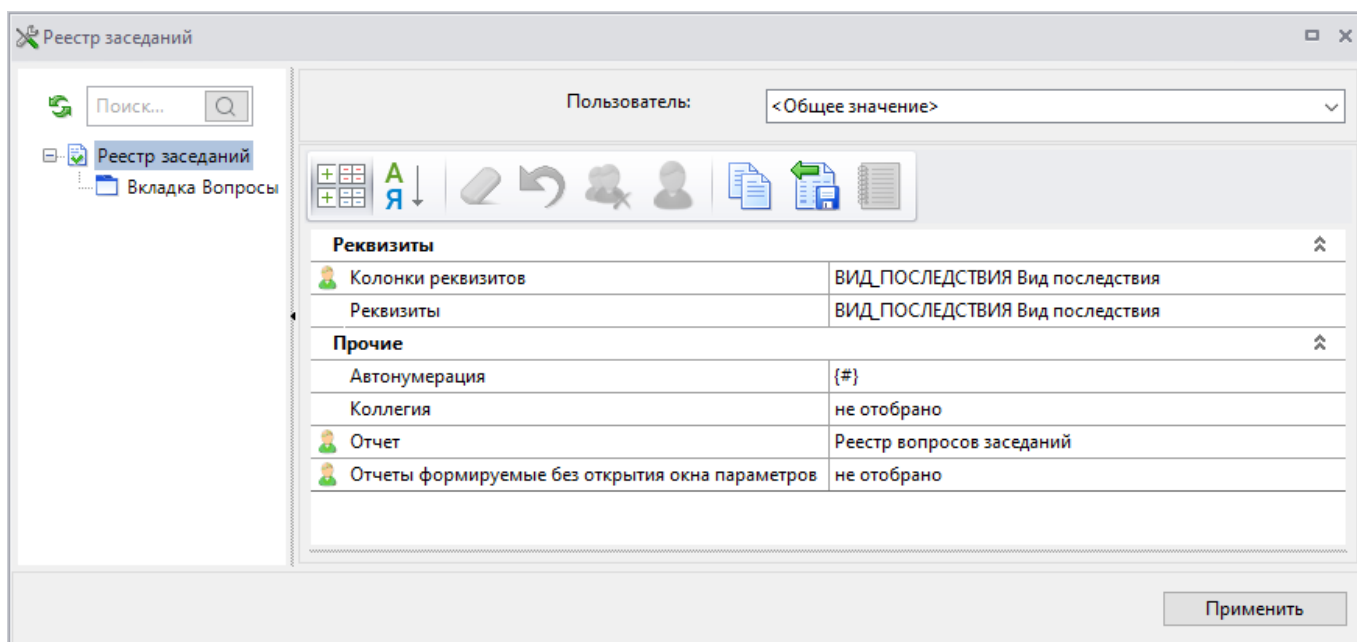 Реестр заседаний
Поиск...
Пользователь: <Общее значение>
Реестр заседаний
Вкладка Вопросы
А
Я
Реквизиты
Колонки реквизитов ВИД_ПОСЛЕДСТВИЯ Вид последствия
Реквизиты ВИД_ПОСЛЕДСТВИЯ Вид последствия
Прочие
Автонумерация {#}
Коллегия не отобрано
Отчет Реестр вопросов заседаний
Отчеты формируемые без открытия окна параметров не отобрано
Применить